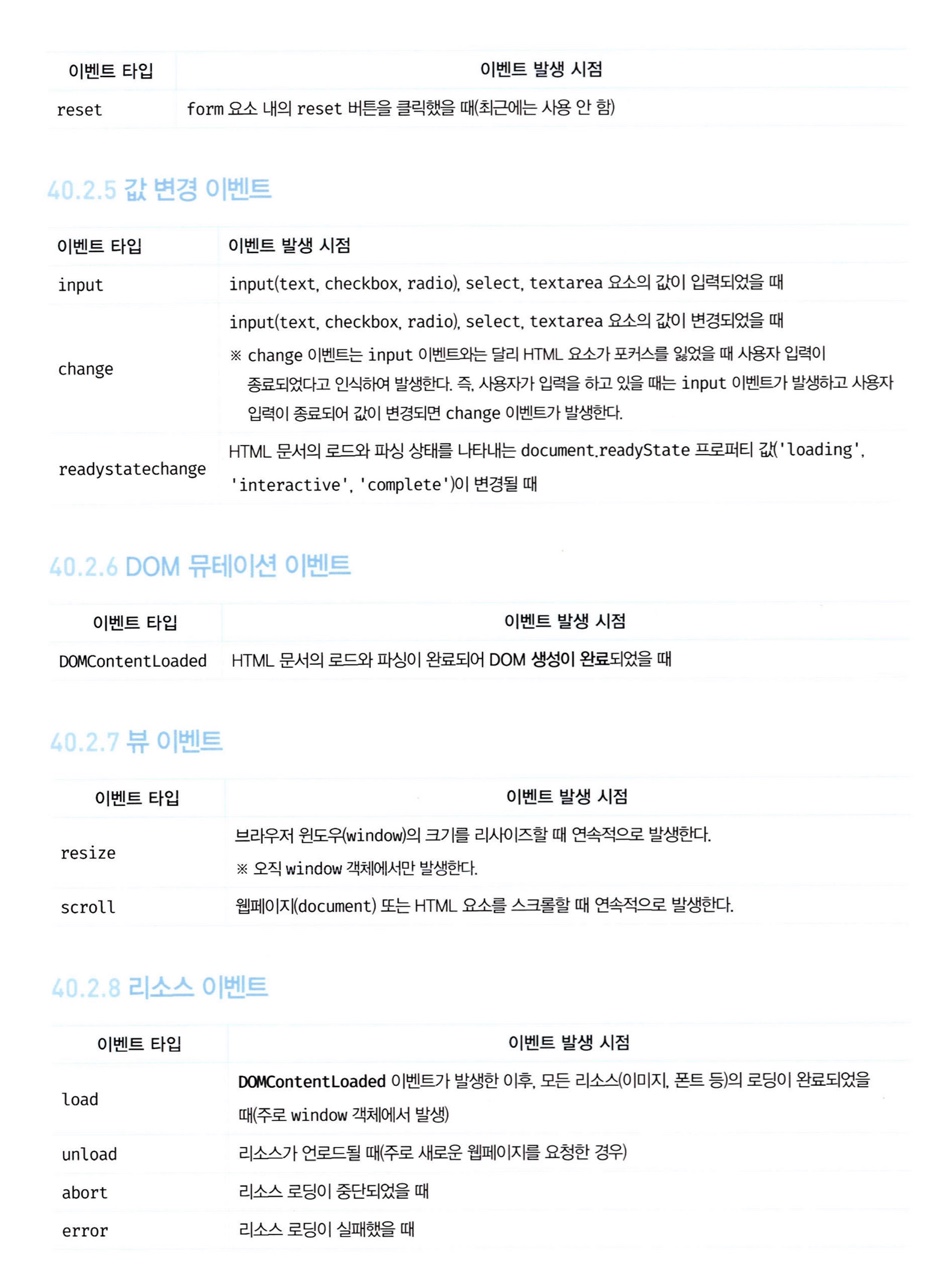 이벤트 타입 이벤트 발생 시점
reset form 요소 내의 reset 버튼을 클릭했을 때(최근에는 사용 안 함)
40.2.5 값 변경 이벤트
이벤트 타입 이벤트 발생 시점
input input(text, checkbox, radio), select, textarea 요소의 값이 입력되었을 때
change input(text, checkbox, radio), select, textarea 요소의 값이 변경되었을 때
※ change 이벤트는 input 이벤트와는 달리 HTML 요소가 포커스를 잃었을 때 사용자 입력이
종료되었다고 인식하여 발생한다. 즉, 사용자가 입력을 하고 있을 때는 input 이벤트가 발생하고 사용자
입력이 종료되어 값이 변경되면 change 이벤트가 발생한다.
readystatechange HTML 문서의 로드와 파싱 상태를 나타내는 document.readyState 프로퍼티 값('loading',
'interactive', 'complete')이 변경될 때
40.2.6 DOM 뮤테이션 이벤트
이벤트 타입 이벤트 발생 시점
DOMContentLoaded HTML 문서의 로드와 파싱이 완료되어 DOM 생성이 완료되었을 때
40.2.7 뷰 이벤트
이벤트 타입 이벤트 발생 시점
resize 브라우저 윈도우(window)의 크기를 리사이즈할 때 연속적으로 발생한다.
※ 오직 window 객체에서만 발생한다.
scroll 웹페이지(document) 또는 HTML 요소를 스크롤할 때 연속적으로 발생한다.
40.2.8 리소스 이벤트
이벤트 타입 이벤트 발생 시점
load DOMContentLoaded 이벤트가 발생한 이후, 모든 리소스(이미지, 폰트 등)의 로딩이 완료되었을
때(주로 window 객체에서 발생)
unload 리소스가 언로드될 때(주로 새로운 웹페이지를 요청한 경우)
abort 리소스 로딩이 중단되었을 때
error 리소스 로딩이 실패했을 때